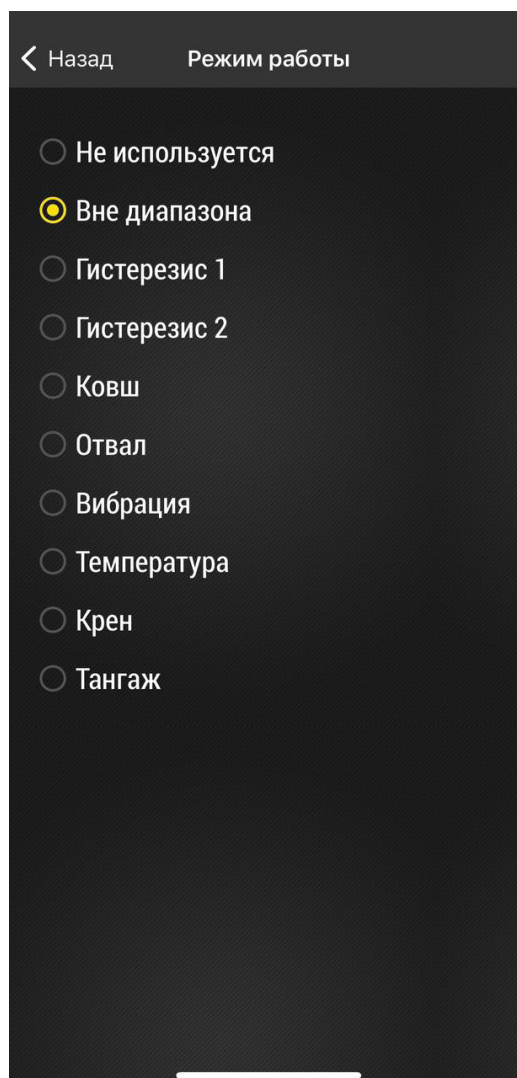 Назад
Режим работы
Не используется
Вне диапазона
Гистерезис 1
Гистерезис 2
Ковш
Отвал
Вибрация
Температура
Крен
Тангаж